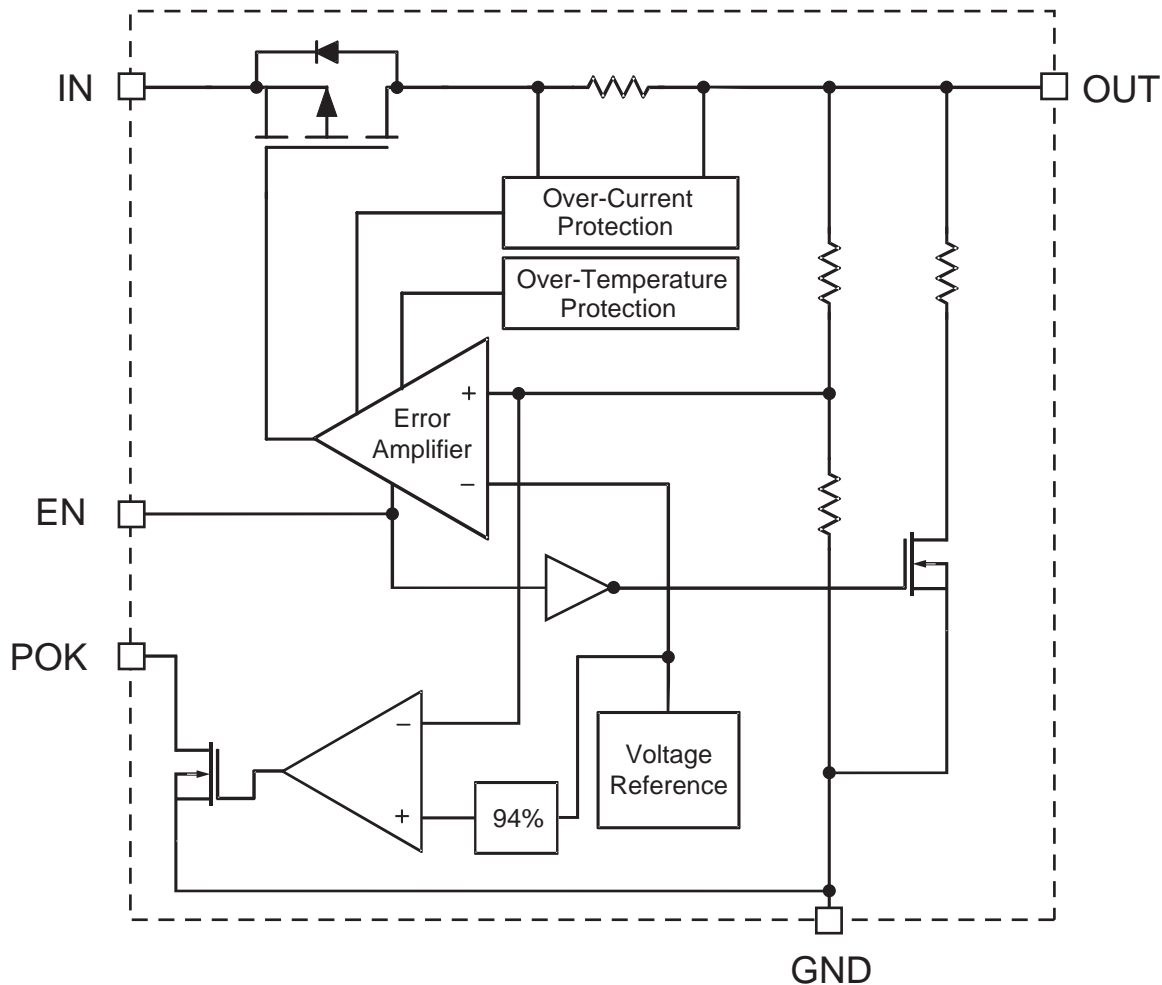 IN
OUT
Over-Current
Protection
Over-Temperature
Protection
+
Error
Amplifier
−
EN
POK
−
+
94%
Voltage
Reference
GND